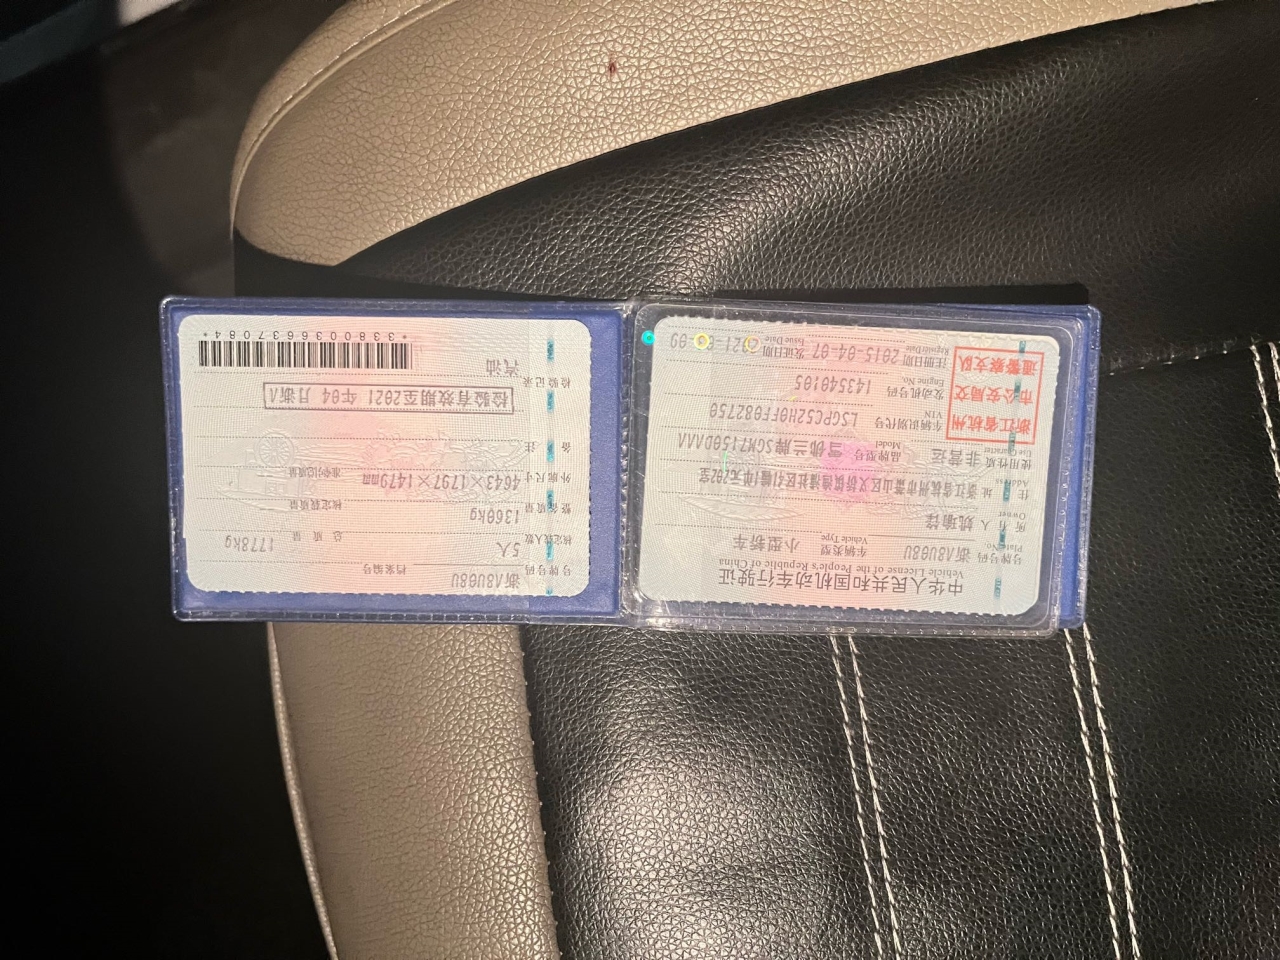 中华人民共和国机动车行驶证
Vehicle License of the People's Republic of China
号牌号码 浙A8U08U 车辆类型 小型轿车
Plate No. Vehicle Type
所有人
Owner
住址 浙江省杭州市萧山区义桥镇
Address
使用性质 非营运 品牌型号 雪佛兰牌SGM7150DAAA
Use Character Model
浙江省杭州
市公安局交
通警察支队
车辆识别代号 LSGPC52H0FF082750
VIN
发动机号码 143540105
Engine No.
注册日期 2015-04-07 发证日期
Register Date Issue Date
号牌号码 浙A8U08U 档案编号
核定载人数 5人 总质量 1778kg
整备质量 1360kg 核定载质量
外廓尺寸 4643×1797×1479mm 准牵引总质量
备注
检验有效期至2021年04月浙A
检验记录
汽油
*3380036637084*